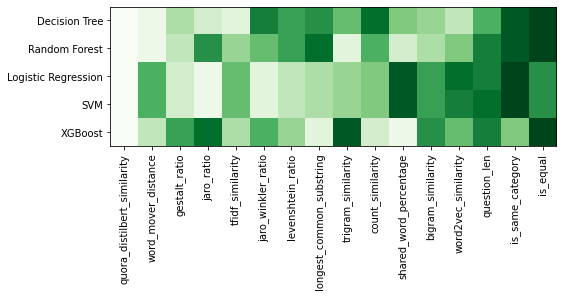 Decision Tree
Random Forest
Logistic Regression
SVM
XGBoost
quora_distilbert_similarity
word_mover_distance
gestalt_ratio
jaro_ratio
tfidf_similarity
jaro_winkler_ratio
levenshtein_ratio
longest_common_substring
trigram_similarity
count_similarity
shared_word_percentage
bigram_similarity
word2vec_similarity
question_len
is_same_category
is_equal